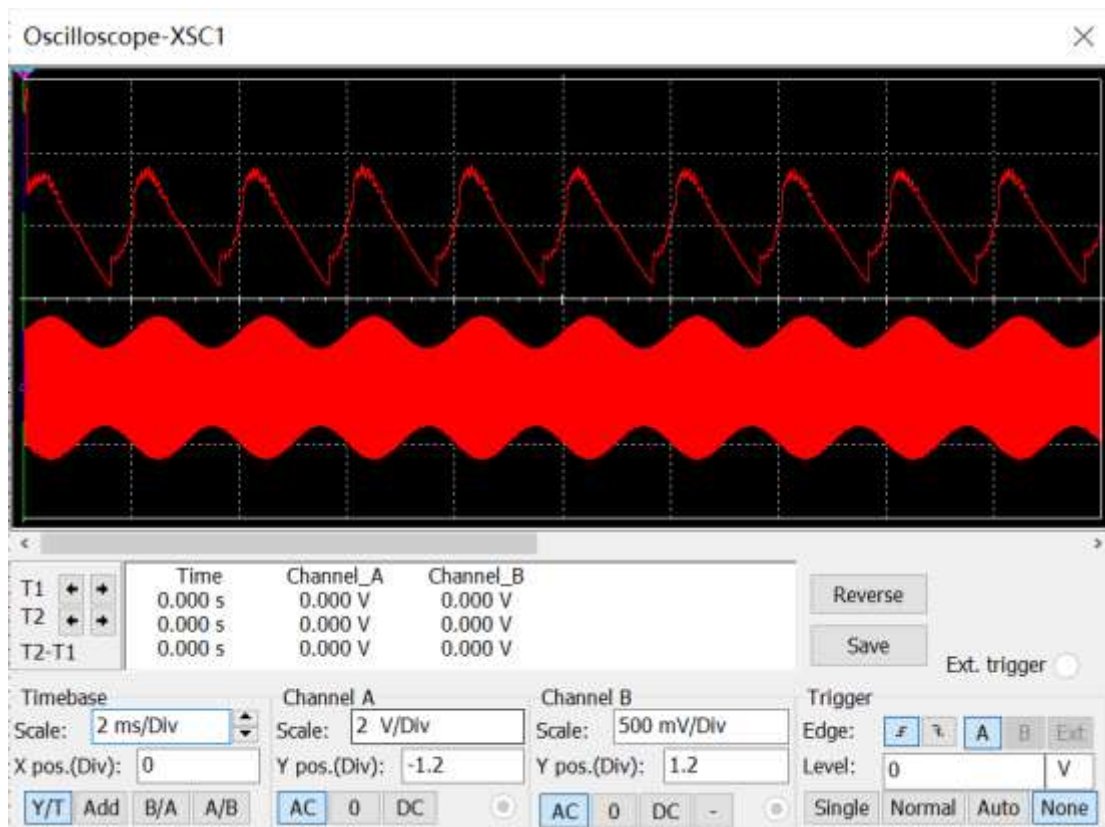 Oscilloscope-XSC1
Time Channel_A Channel_B
T1 0.000 s 0.000 V 0.000 V
T2 0.000 s 0.000 V 0.000 V
T2-T1 0.000 s 0.000 V 0.000 V
Reverse
Save
Ext. trigger
Timebase
Scale: 2 ms/Div
X pos.(Div): 0
Y/T Add B/A A/B
Channel A
Scale: 2 V/Div
Y pos.(Div): -1.2
AC 0 DC
Channel B
Scale: 500 mV/Div
Y pos.(Div): 1.2
AC 0 DC -
Trigger
Edge: A B Ext
Level: 0 V
Single Normal Auto None